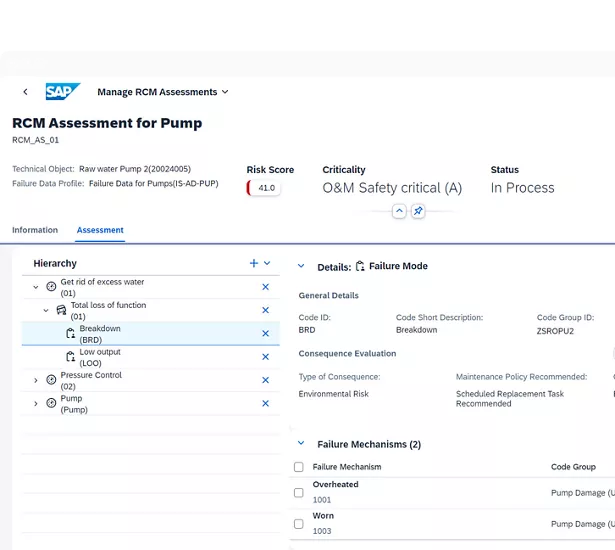 SAP
Manage RCM Assessments
RCM Assessment for Pump
RCM_AS_01
Technical Object: Raw water Pump 2(20024005)
Failure Data Profile: Failure Data for Pumps(IS-AD-PUP)
Risk Score
41.0
Criticality
O&M Safety critical (A)
Status
In Process
Information
Assessment
Hierarchy
Get rid of excess water
(01)
Total loss of function
(01)
Breakdown
(BRD)
Low output
(LOO)
Pressure Control
(02)
Pump
(Pump)
Details: Failure Mode
General Details
Code ID:
BRD
Code Short Description:
Breakdown
Code Group ID:
ZSROPU2
Consequence Evaluation
Type of Consequence:
Environmental Risk
Maintenance Policy Recommended:
Scheduled Replacement Task
Recommended
Failure Mechanisms (2)
Failure Mechanism
Code Group
Overheated
1001
Pump Damage (U
Worn
1003
Pump Damage (U